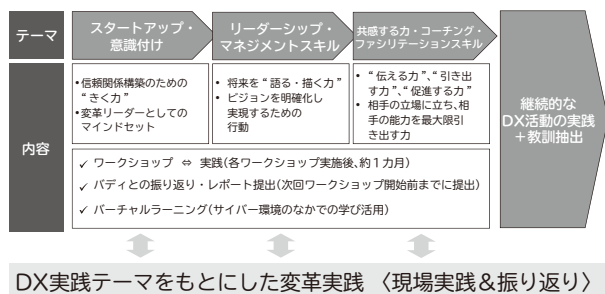 テーマ
スタートアップ・
意識付け
リーダーシップ・
マネジメントスキル
共感する力・コーチング・
ファシリテーションスキル
内容
•信頼関係構築のための
“きく力”
•変革リーダーとしての
マインドセット
• 将来を“語る・描く力”
• ビジョンを明確化し
実現するための
行動
• “伝える力”、“引き出
す力”、“促進する力”
• 相手の立場に立ち、相
手の能力を最大限引
き出す力
継続的な
DX活動の実践
＋教訓抽出
✓ ワークショップ ⇔ 実践(各ワークショップ実施後、約1カ月)
✓ バディとの振り返り・レポート提出(次回ワークショップ開始前までに提出)
✓ バーチャルラーニング(サイバー環境のなかでの学び活用)
DX実践テーマをもとにした変革実践 〈現場実践＆振り返り〉